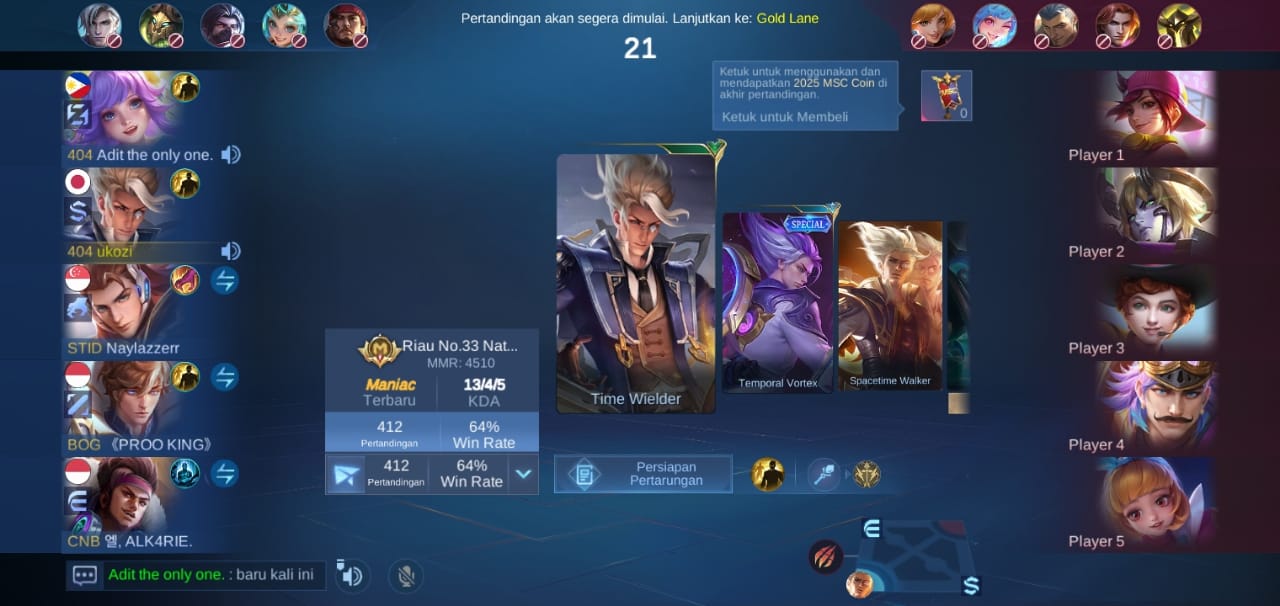 Pertandingan akan segera dimulai. Lanjutkan ke: Gold Lane
21
Ketuk untuk menggunakan dan
mendapatkan 2025 MSC Coin di
akhir pertandingan.
Ketuk untuk Membeli
MSC
0
404 Adit the only one.
404 ukozi
STID Naylazzerr
BOG 《PROO KING》
CNB 엘, ALK4RIE.
Riau No.33 Nat...
MMR: 4510
Maniac
Terbaru
13/4/5
KDA
412
Pertandingan
64%
Win Rate
412
Pertandingan
64%
Win Rate
Time Wielder
SPECIAL
Temporal Vortex
Spacetime Walker
Persiapan
Pertarungan
Player 1
Player 2
Player 3
Player 4
Player 5
Adit the only one. : baru kali ini